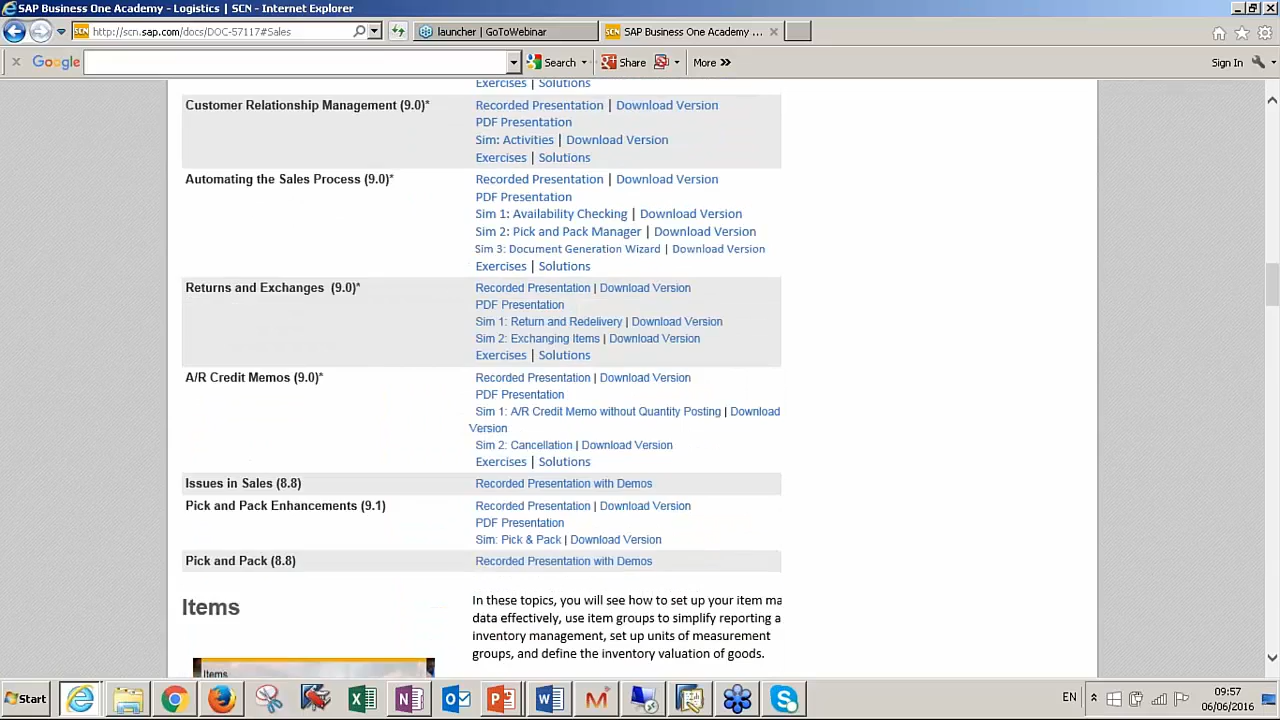 SAP Business One Academy - Logistics | SCN - Internet Explorer
SCN http://scn.sap.com/docs/DOC-57117#Sales
launcher | GoToWebinar
SCN SAP Business One Academy ...
Google
Search
Share
More »
Sign In
Exercises | Solutions
Customer Relationship Management (9.0)*
Recorded Presentation | Download Version
PDF Presentation
Sim: Activities | Download Version
Exercises | Solutions
Automating the Sales Process (9.0)*
Recorded Presentation | Download Version
PDF Presentation
Sim 1: Availability Checking | Download Version
Sim 2: Pick and Pack Manager | Download Version
Sim 3: Document Generation Wizard | Download Version
Exercises | Solutions
Returns and Exchanges (9.0)*
Recorded Presentation | Download Version
PDF Presentation
Sim 1: Return and Redelivery | Download Version
Sim 2: Exchanging Items | Download Version
Exercises | Solutions
A/R Credit Memos (9.0)*
Recorded Presentation | Download Version
PDF Presentation
Sim 1: A/R Credit Memo without Quantity Posting | Download
Version
Sim 2: Cancellation | Download Version
Exercises | Solutions
Issues in Sales (8.8)
Recorded Presentation with Demos
Pick and Pack Enhancements (9.1)
Recorded Presentation | Download Version
PDF Presentation
Sim: Pick & Pack | Download Version
Pick and Pack (8.8)
Recorded Presentation with Demos
Items
In these topics, you will see how to set up your item ma
data effectively, use item groups to simplify reporting a
inventory management, set up units of measurement
groups, and define the inventory valuation of goods.
Items
Start
EN
09:57
06/06/2016